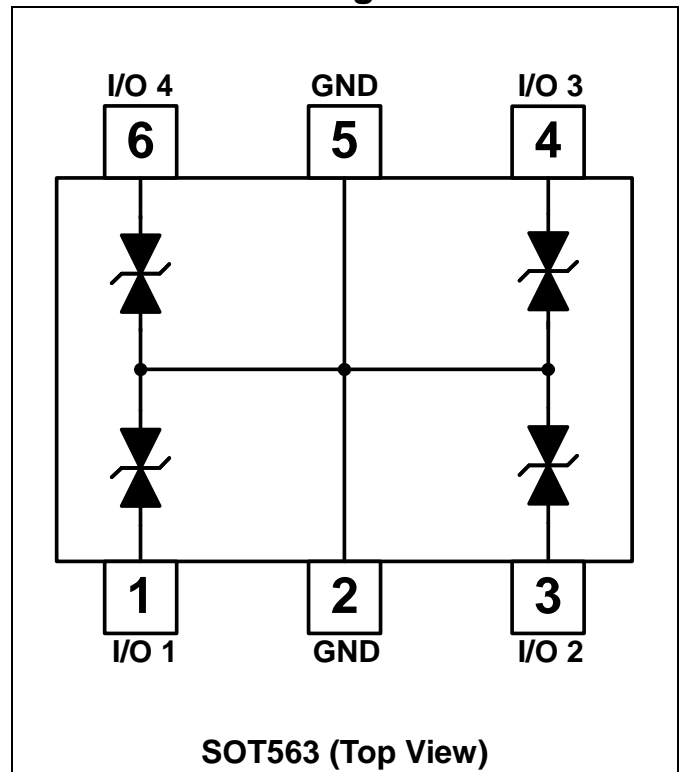 I/O 4 GND I/O 3
6 5 4
1 2 3
I/O 1 GND I/O 2
SOT563 (Top View)